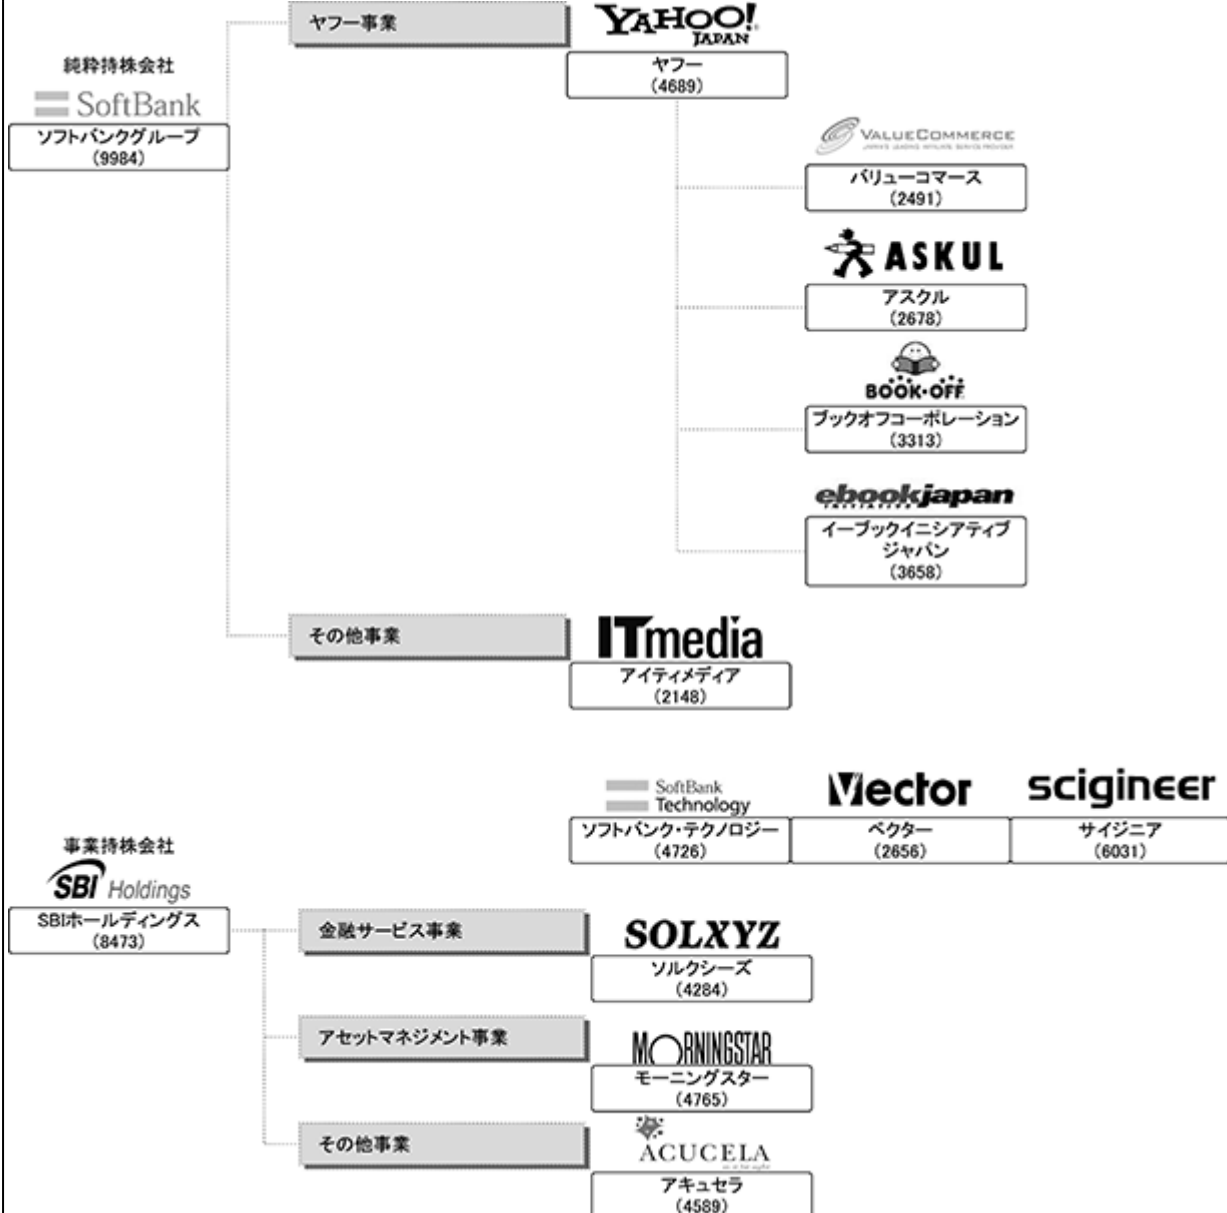 ヤフー事業
YAHOO!
JAPAN
ヤフー
(4689)
純粋持株会社
SoftBank
ソフトバンクグループ
(9984)
VALUECOMMERCE
バリューコマース
(2491)
ASKUL
アスクル
(2678)
BOOK・OFF
ブックオフコーポレーション
(3313)
ebookjapan
イーブックイニシアティブ
ジャパン
(3658)
その他事業
ITmedia
アイティメディア
(2148)
SoftBank
Technology
ソフトバンク・テクノロジー
(4726)
Vector
ベクター
(2656)
scigineer
サイジニア
(6031)
事業持株会社
SBI Holdings
SBIホールディングス
(8473)
金融サービス事業
SOLXYZ
ソルクシーズ
(4284)
アセットマネジメント事業
MORNINGSTAR
モーニングスター
(4765)
その他事業
ACUCELA
アキュセラ
(4589)